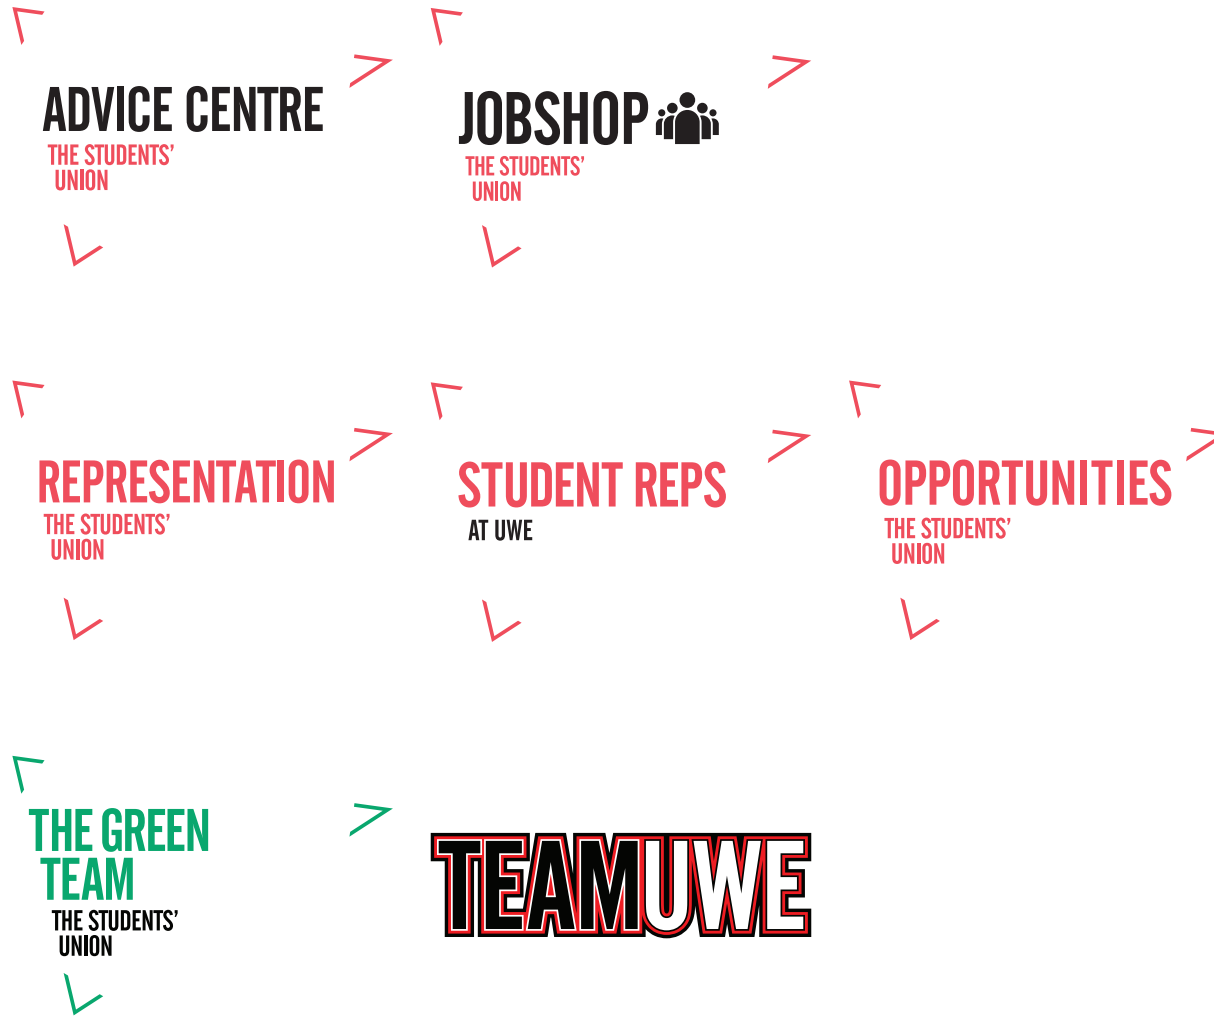 ADVICE CENTRE
THE STUDENTS'
UNION
JOBSHOP
THE STUDENTS'
UNION
REPRESENTATION
THE STUDENTS'
UNION
STUDENT REPS
AT UWE
OPPORTUNITIES
THE STUDENTS'
UNION
THE GREEN
TEAM
THE STUDENTS'
UNION
TEAMUWE